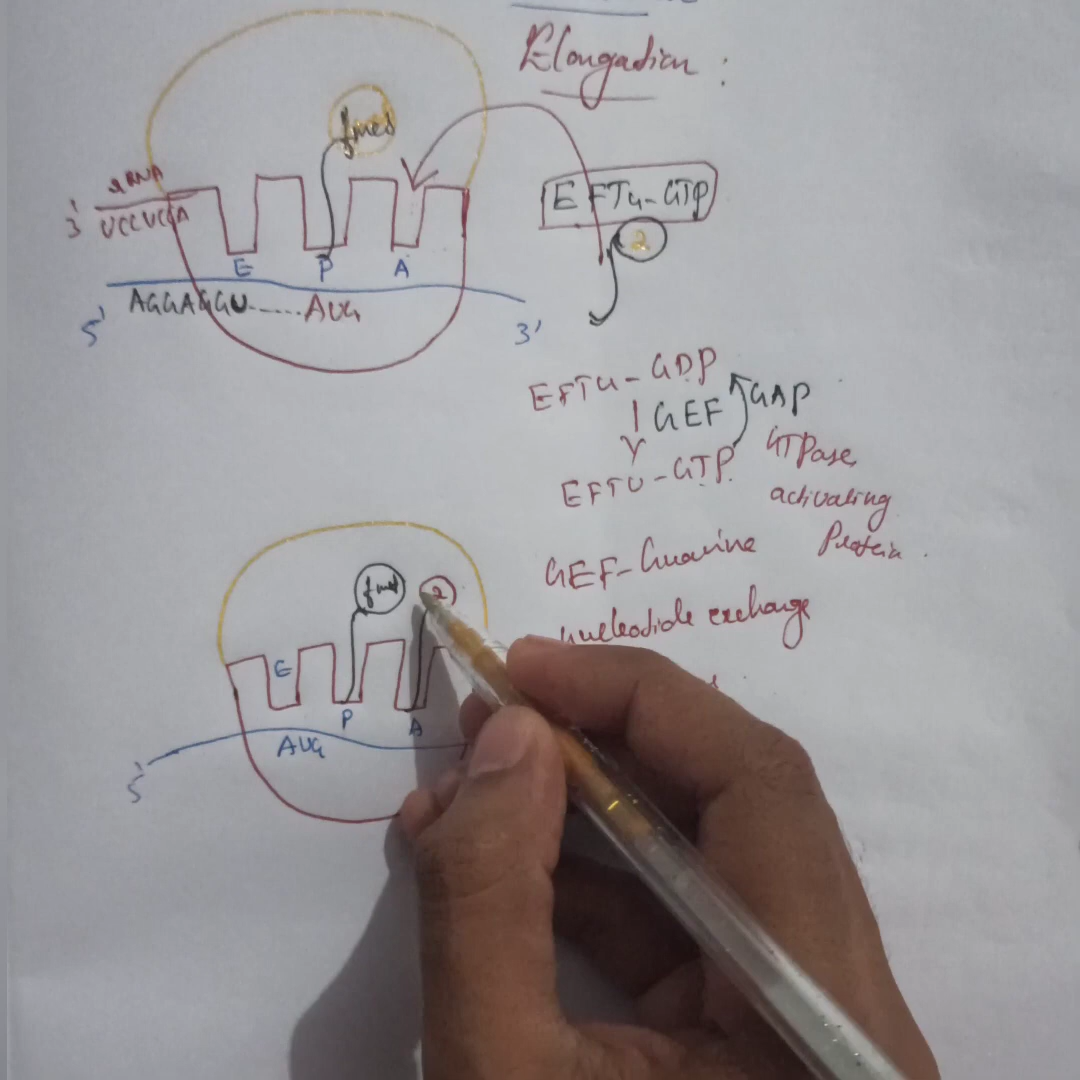 Elongation :
fmet
rRNA
3'
UCCUCCA
EFTu-GTP
2
E P A
AGGAGGU......AUG
5'
3'
EFTu-GDP
GEF
GAP
EFTU-GTP
GTPase
activating
Protein.
GEF-Guanine
nucleotide exchange
fmet
2
E
P
A
AUG
5'